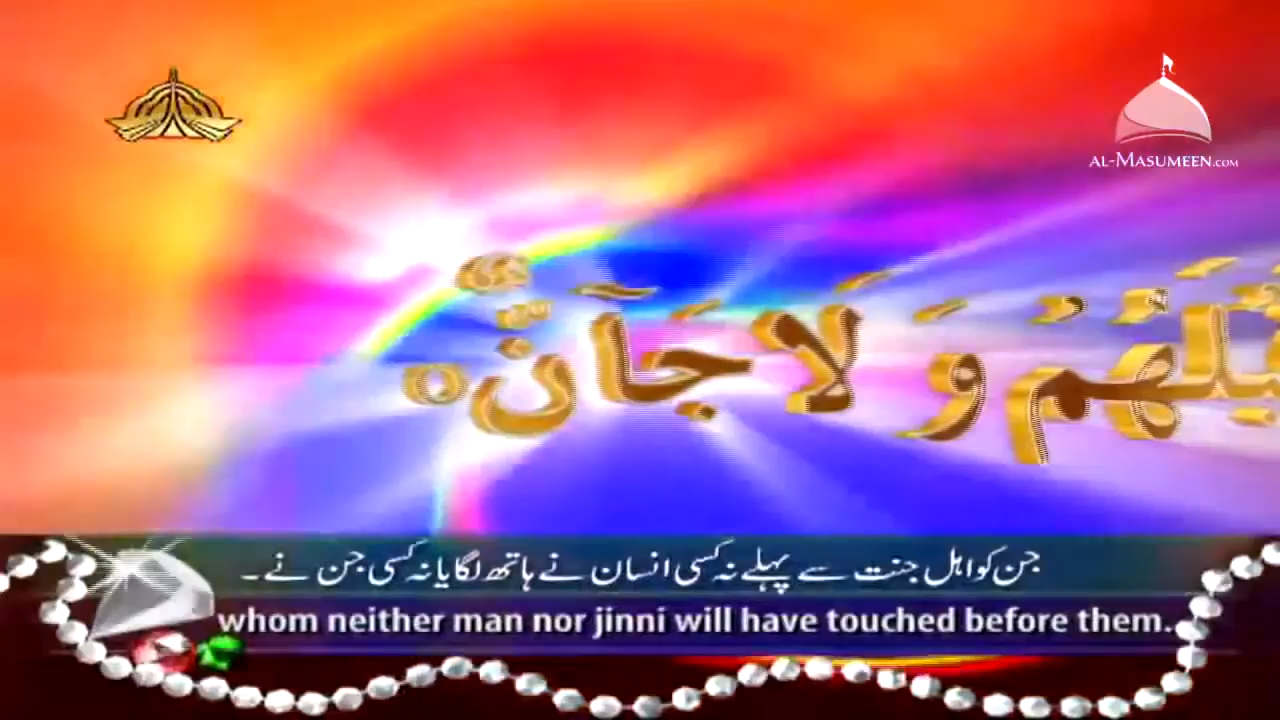 AL-MASUMEEN.COM
قَبْلَهُمْ وَ لَا جَآنٌّ
جن کو اہل جنت سے پہلے نہ کسی انسان نے ہاتھ لگایا نہ کسی جن نے ۔
whom neither man nor jinni will have touched before them.